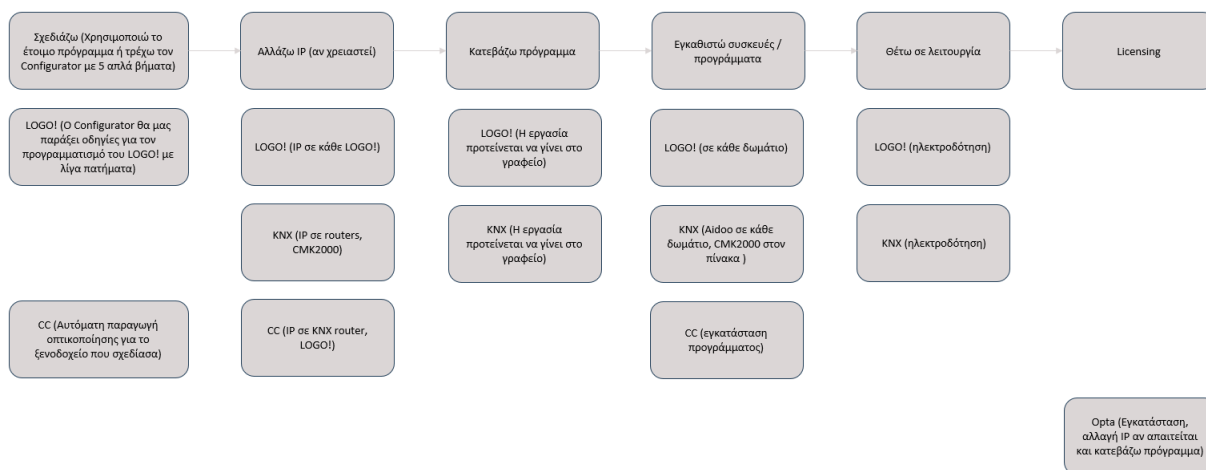 Σχεδιάζω (Χρησιμοποιώ το
έτοιμο πρόγραμμα ή τρέχω τον
Configurator με 5 απλά βήματα)
Αλλάζω IP (αν χρειαστεί)
Κατεβάζω πρόγραμμα
Εγκαθιστώ συσκευές /
προγράμματα
Θέτω σε λειτουργία
Licensing
LOGO! (Ο Configurator θα μας
παράξει οδηγίες για τον
προγραμματισμό του LOGO! με
λίγα πατήματα)
LOGO! (IP σε κάθε LOGO!)
LOGO! (Η εργασία
προτείνεται να γίνει στο
γραφείο)
LOGO! (σε κάθε δωμάτιο)
LOGO! (ηλεκτροδότηση)
KNX (IP σε routers,
CMK2000)
KNX (Η εργασία
προτείνεται να γίνει στο
γραφείο)
KNX (Aidoo σε κάθε
δωμάτιο, CMK2000 στον
πίνακα )
KNX (ηλεκτροδότηση)
CC (Αυτόματη παραγωγή
οπτικοποίησης για το
ξενοδοχείο που σχεδίασα)
CC (IP σε KNX router,
LOGO!)
CC (εγκατάσταση
προγράμματος)
Opta (Εγκατάσταση,
αλλαγή IP αν απαιτείται
και κατεβάζω πρόγραμμα)